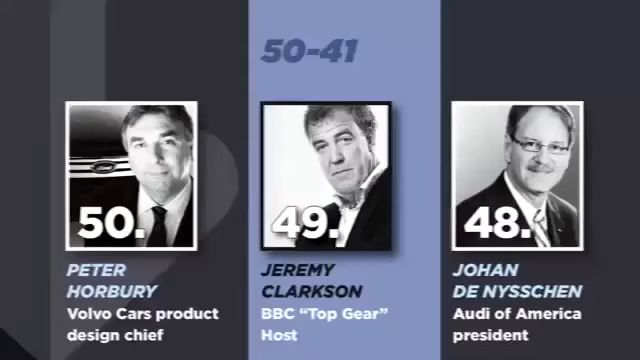 50-41
50.
PETER
HORBURY
Volvo Cars product
design chief
49.
JEREMY
CLARKSON
BBC “Top Gear”
Host
48.
JOHAN
DE NYSSCHEN
Audi of America
president
Ford